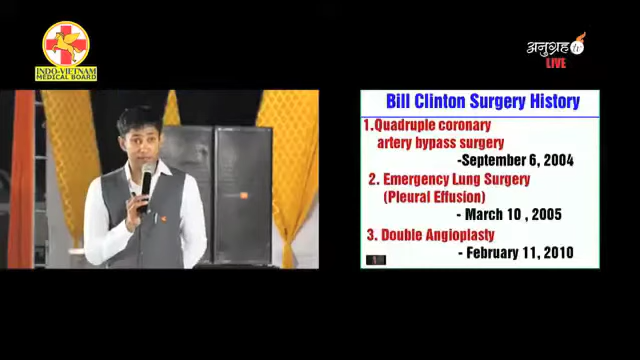 INDO-VIETNAM
MEDICAL BOARD
अनुग्रह tv
LIVE
Bill Clinton Surgery History
1.Quadruple coronary
artery bypass surgery
-September 6, 2004
2. Emergency Lung Surgery
(Pleural Effusion)
- March 10 , 2005
3. Double Angioplasty
- February 11, 2010